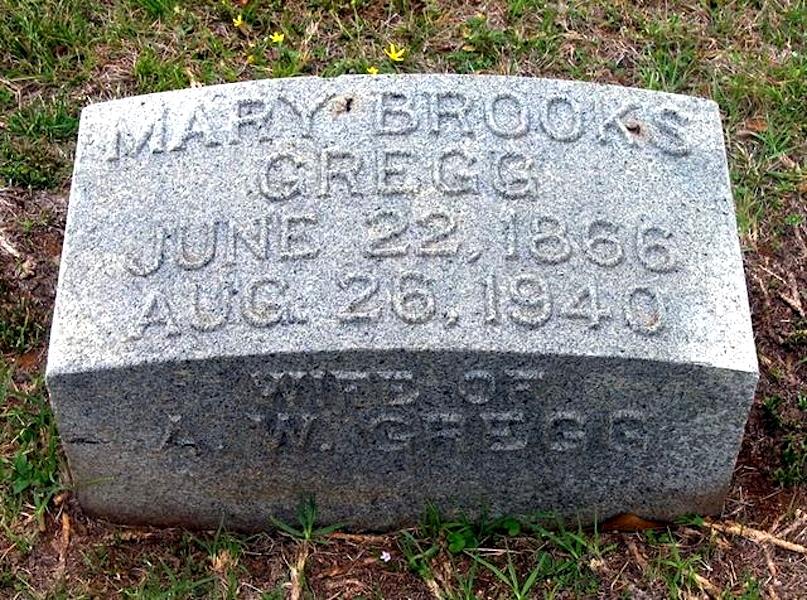 MARY BROOKS
GREGG
JUNE 22, 1866
AUG. 26, 1940
WIFE OF
A. W. GREGG